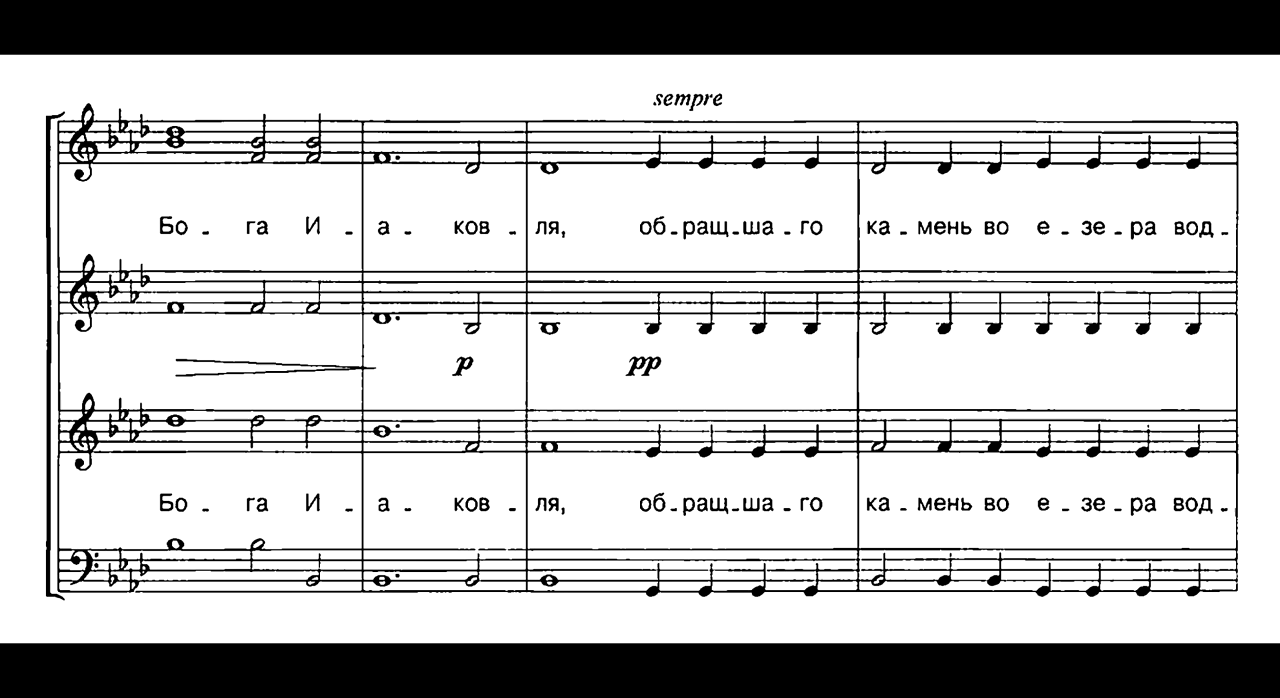 sempre
Бо - га И - а - ков - ля, об - ращ - ша - го ка - мень во е - зе - ра вод -
p pp
Бо - га И - а - ков - ля, об - ращ - ша - го ка - мень во е - зе - ра вод -